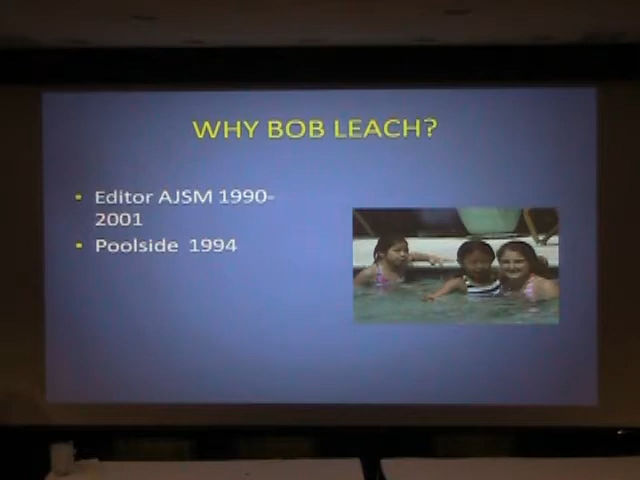 WHY BOB LEACH?
• Editor AJSM 1990-
2001
• Poolside 1994